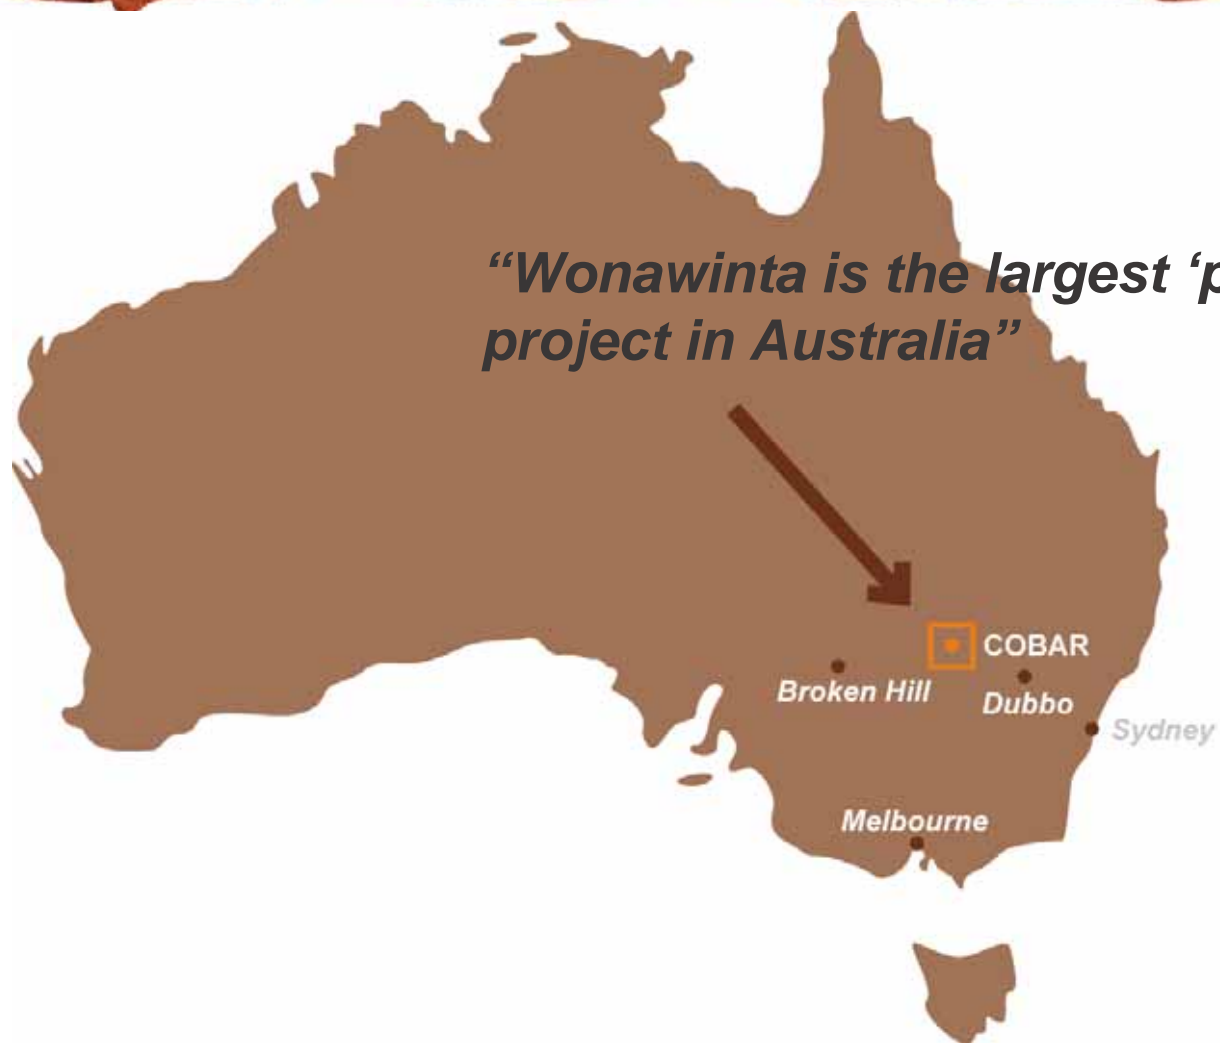 “Wonawinta is the largest ‘p
project in Australia”
COBAR
Broken Hill
Dubbo
Sydney
Melbourne